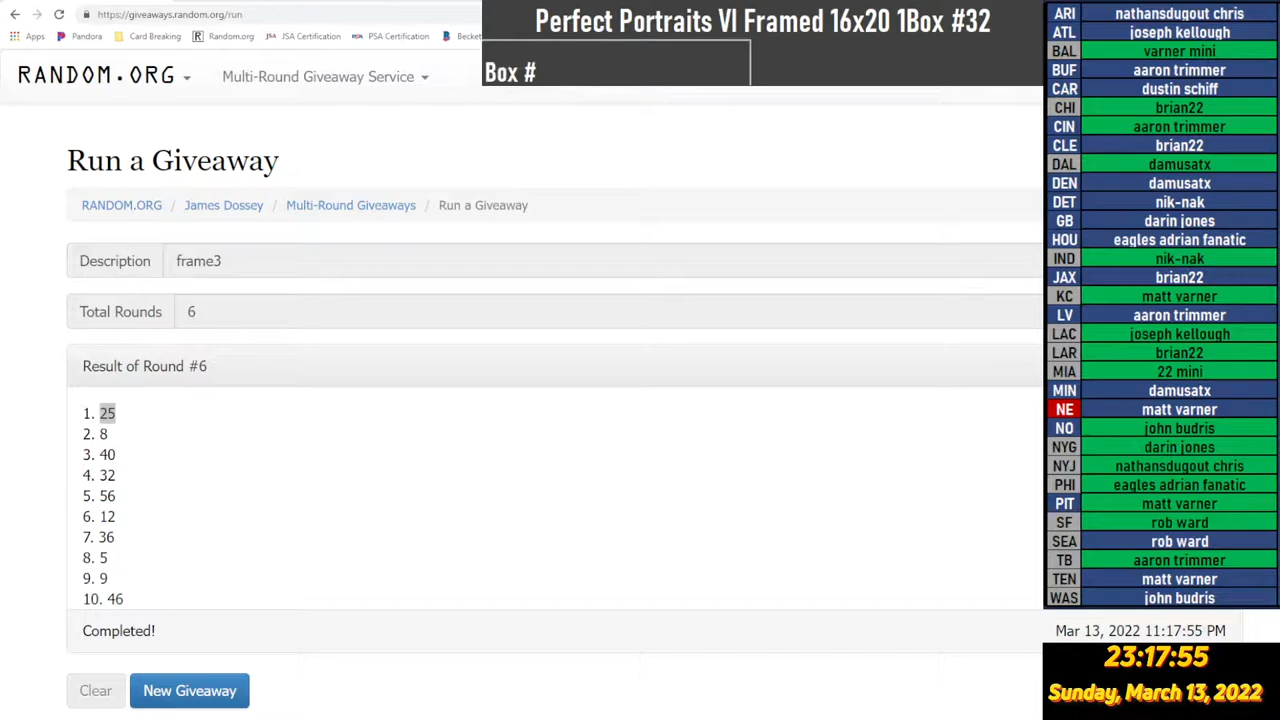 https://giveaways.random.org/run
Apps Pandora Card Breaking Random.org JSA Certification PSA Certification Becket
RANDOM.ORG Multi-Round Giveaway Service
Perfect Portraits VI Framed 16x20 1Box #32
Box #
Run a Giveaway
RANDOM.ORG / James Dossey / Multi-Round Giveaways / Run a Giveaway
Description frame3
Total Rounds 6
Result of Round #6
1. 25
2. 8
3. 40
4. 32
5. 56
6. 12
7. 36
8. 5
9. 9
10. 46
Completed!
Mar 13, 2022 11:17:55 PM
Clear New Giveaway
ARI nathansdugout chris
ATL joseph kellough
BAL varner mini
BUF aaron trimmer
CAR dustin schiff
CHI brian22
CIN aaron trimmer
CLE brian22
DAL damusatx
DEN damusatx
DET nik-nak
GB darin jones
HOU eagles adrian fanatic
IND nik-nak
JAX brian22
KC matt varner
LV aaron trimmer
LAC joseph kellough
LAR brian22
MIA 22 mini
MIN damusatx
NE matt varner
NO john budris
NYG darin jones
NYJ nathansdugout chris
PHI eagles adrian fanatic
PIT matt varner
SF rob ward
SEA rob ward
TB aaron trimmer
TEN matt varner
WAS john budris
23:17:55
Sunday, March 13, 2022